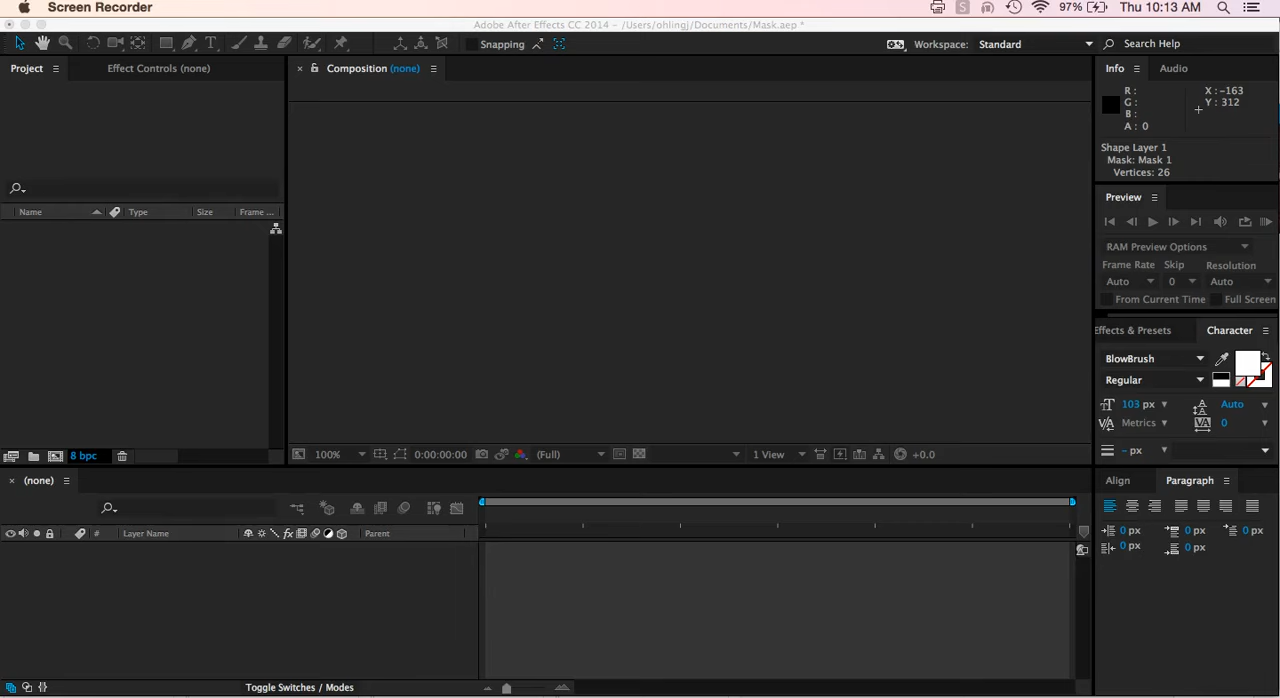 Screen Recorder
97%
Thu 10:13 AM
Adobe After Effects CC 2014 - /Users/ohlingj/Documents/Mask.aep *
Snapping
Workspace: Standard
Search Help
Project
Effect Controls (none)
Composition (none)
Info
Audio
R :
G :
B :
A : 0
X : -163
Y : 312
Shape Layer 1
Mask: Mask 1
Vertices: 26
Preview
RAM Preview Options
Frame Rate Skip Resolution
Auto 0 Auto
From Current Time Full Screen
Name Type Size Frame ...
Effects & Presets
Character
BlowBrush
Regular
103 px Auto
Metrics 0
- px
8 bpc
100% 0:00:00:00 (Full) 1 View +0.0
(none)
Align
Paragraph
0 px 0 px 0 px
0 px 0 px
# Layer Name fx Parent
Toggle Switches / Modes